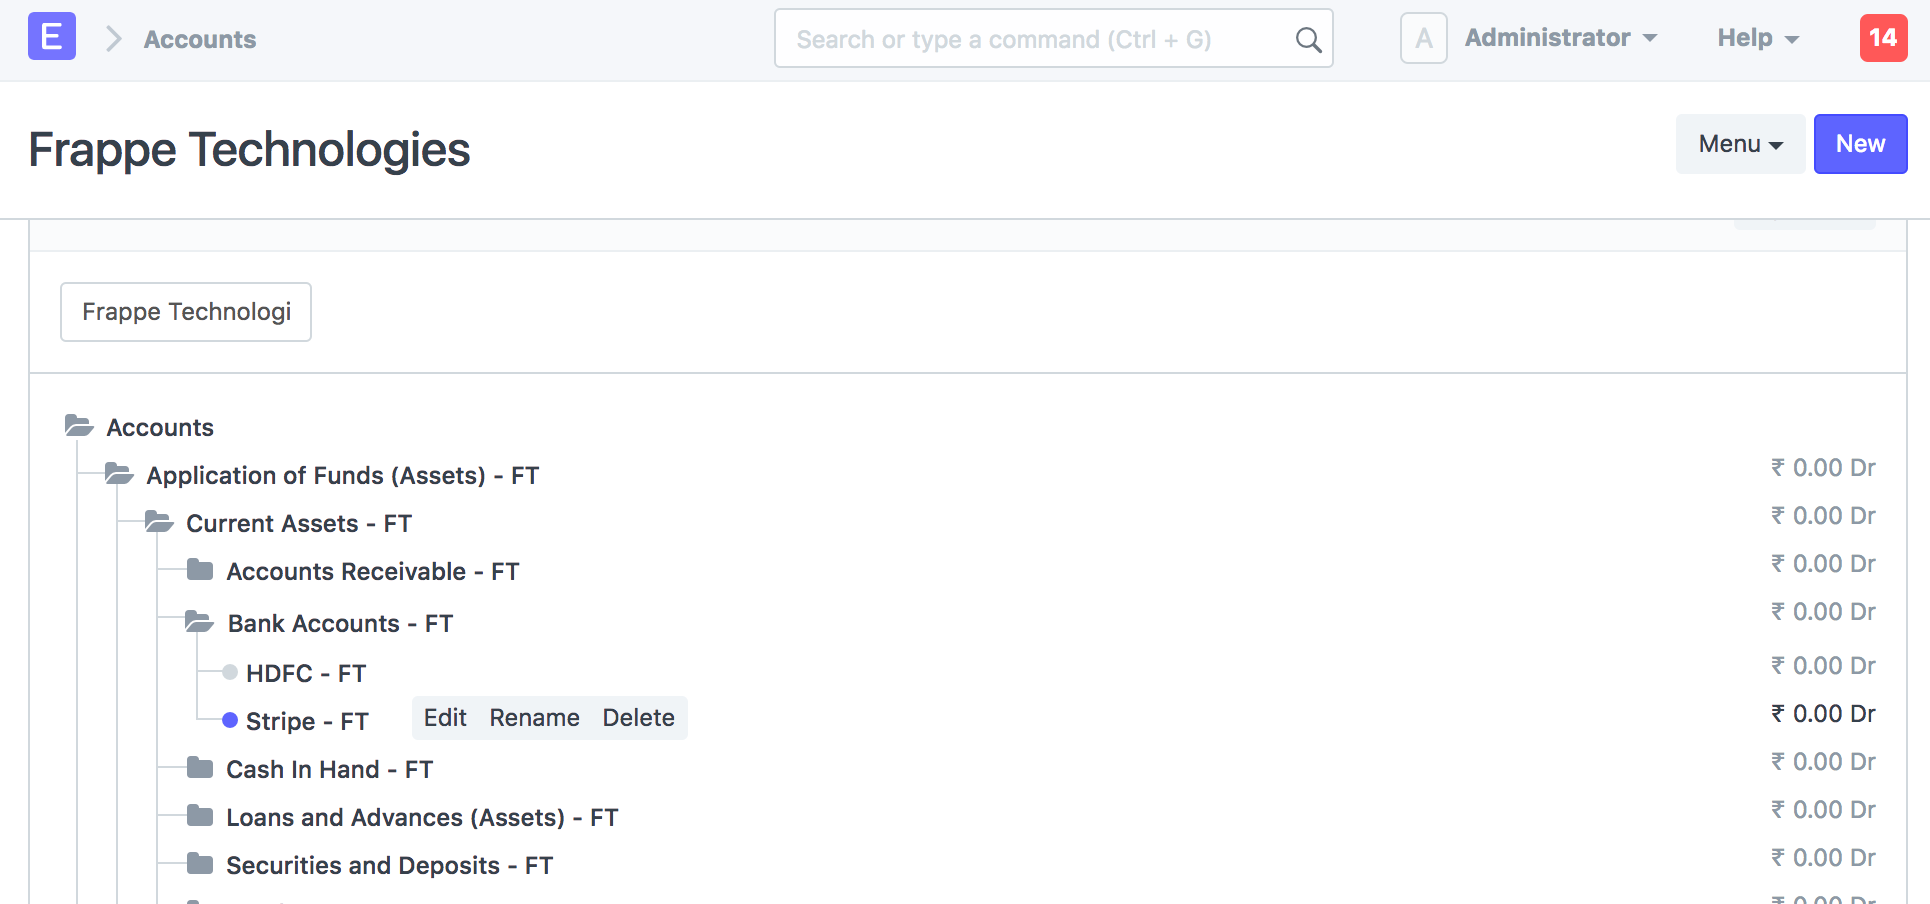 E
Accounts
Search or type a command (Ctrl + G)
A
Administrator
Help
14
Frappe Technologies
Menu
New
Frappe Technologi
Accounts
Application of Funds (Assets) - FT ₹ 0.00 Dr
Current Assets - FT ₹ 0.00 Dr
Accounts Receivable - FT ₹ 0.00 Dr
Bank Accounts - FT ₹ 0.00 Dr
HDFC - FT ₹ 0.00 Dr
Stripe - FT Edit Rename Delete ₹ 0.00 Dr
Cash In Hand - FT ₹ 0.00 Dr
Loans and Advances (Assets) - FT ₹ 0.00 Dr
Securities and Deposits - FT ₹ 0.00 Dr